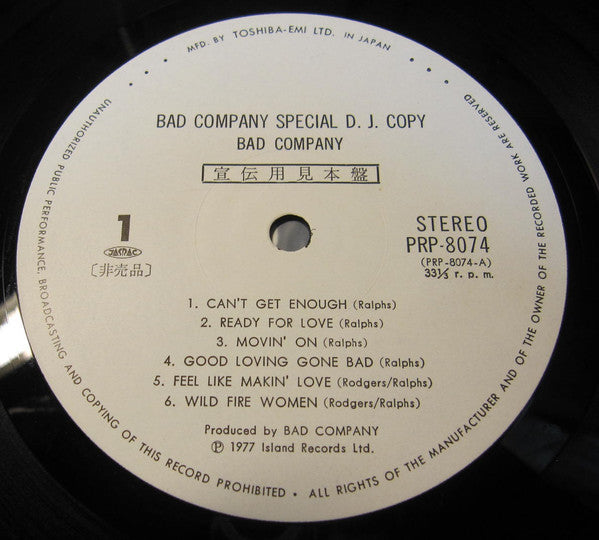 MFD. BY TOSHIBA-EMI LTD. IN JAPAN
BAD COMPANY SPECIAL D. J. COPY
BAD COMPANY
宣伝用見本盤
1
JASRAC
〔非売品〕
STEREO
PRP-8074
(PRP-8074-A)
33⅓ r. p. m.
1. CAN'T GET ENOUGH (Ralphs)
2. READY FOR LOVE (Ralphs)
3. MOVIN' ON (Ralphs)
4. GOOD LOVING GONE BAD (Ralphs)
5. FEEL LIKE MAKIN' LOVE (Rodgers/Ralphs)
6. WILD FIRE WOMEN (Rodgers/Ralphs)
Produced by BAD COMPANY
Ⓟ 1977 Island Records Ltd.
UNAUTHORIZED PUBLIC PERFORMANCE, BROADCASTING AND COPYING OF THIS RECORD PROHIBITED • ALL RIGHTS OF THE MANUFACTURER AND OF THE OWNER OF THE RECORDED WORK ARE RESERVED